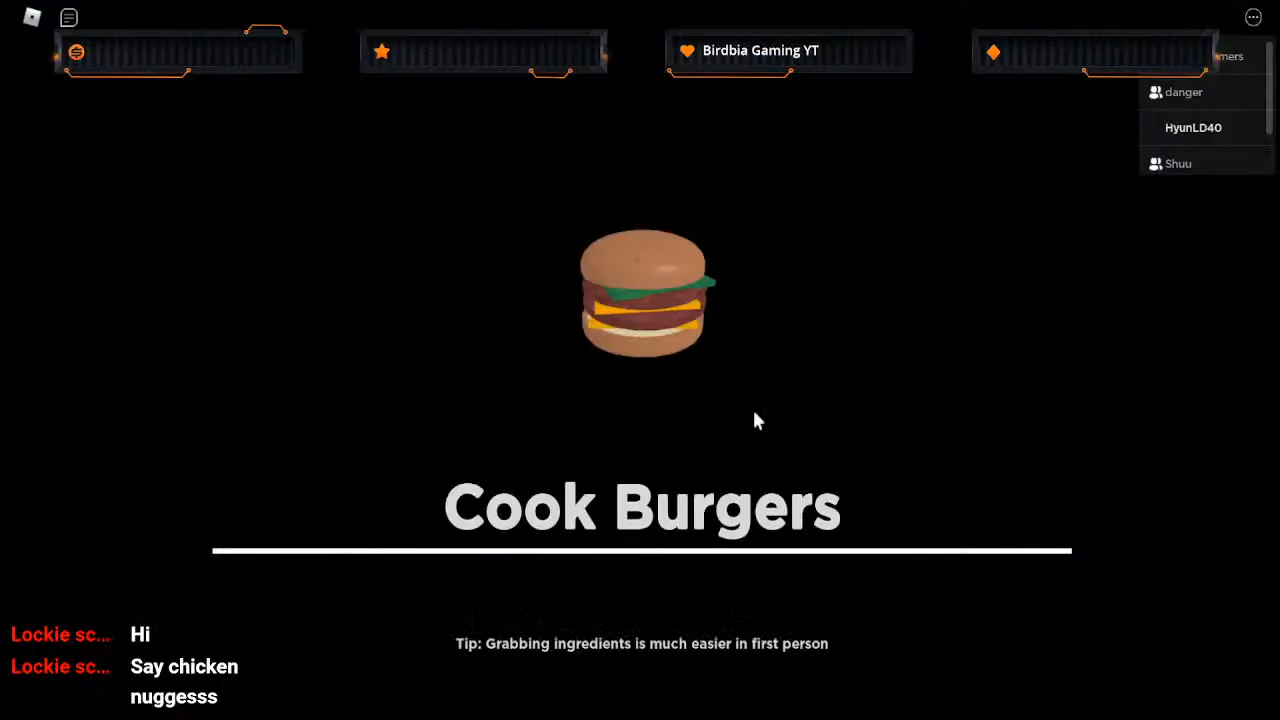 Birdbia Gaming YT
mers
danger
HyunLD40
Shuu
Cook Burgers
Tip: Grabbing ingredients is much easier in first person
Lockie sc... Hi
Lockie sc... Say chicken
nuggesss